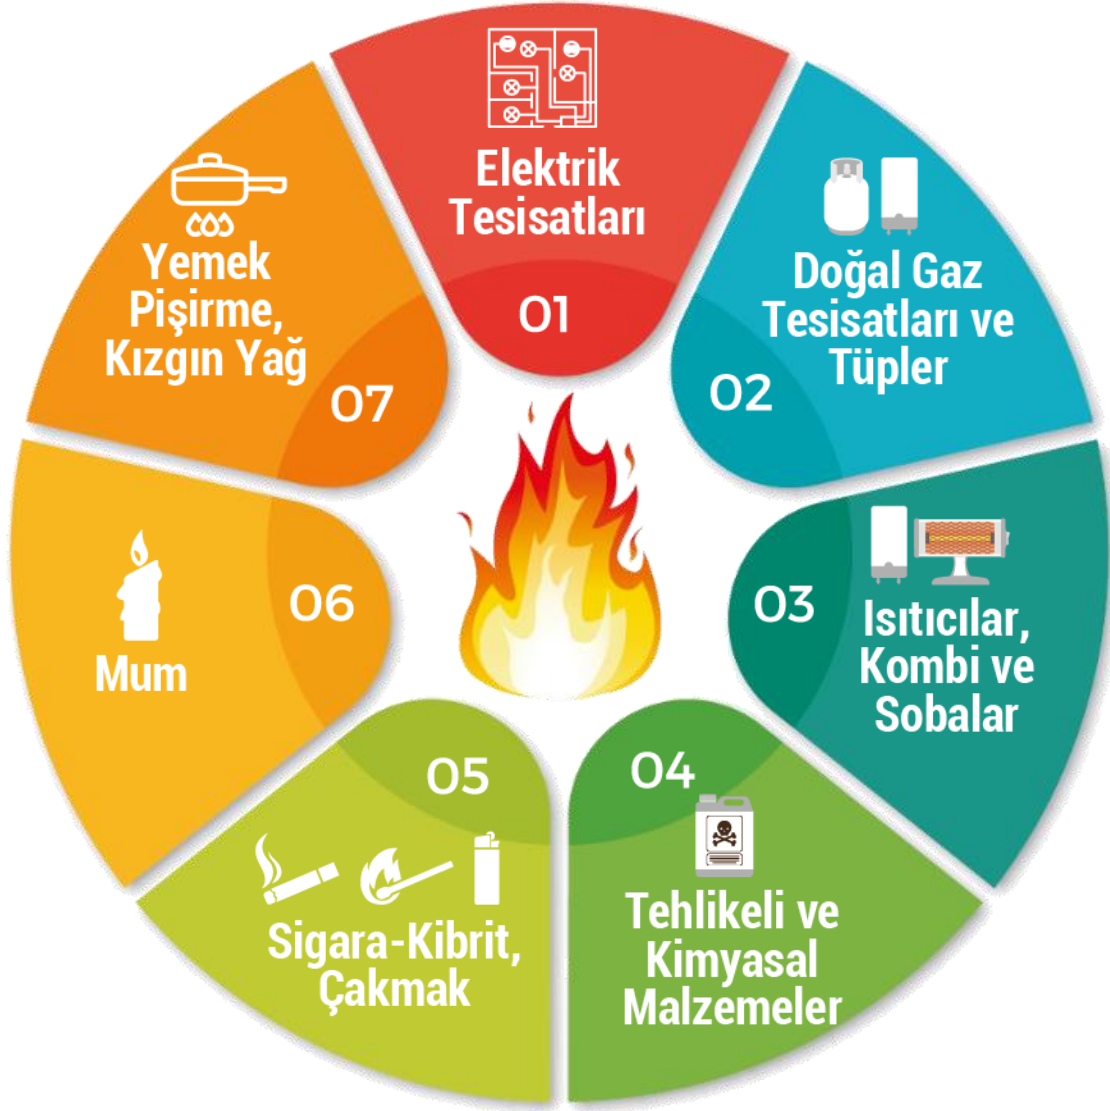 Elektrik
Tesisatları
01
Doğal Gaz
Tesisatları ve
Tüpler
02
03
Isıtıcılar,
Kombi ve
Sobalar
04
Tehlikeli ve
Kimyasal
Malzemeler
05
Sigara-Kibrit,
Çakmak
06
Mum
Yemek
Pişirme,
Kızgın Yağ
07